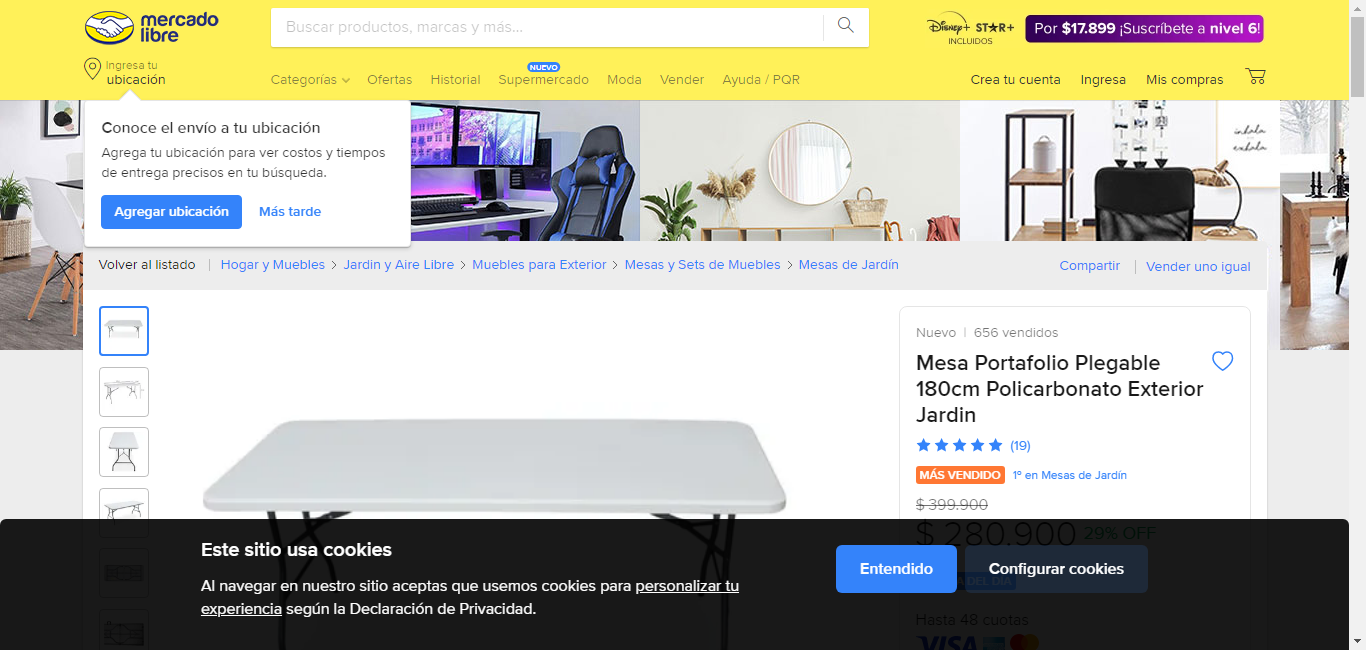 mercado
libre
Buscar productos, marcas y más...
Disney+ STAR+
INCLUIDOS
Por $17.899 ¡Suscríbete a nivel 6!
Ingresa tu
ubicación
Categorías
Ofertas
Historial
NUEVO
Supermercado
Moda
Vender
Ayuda / PQR
Crea tu cuenta
Ingresa
Mis compras
Conoce el envío a tu ubicación
Agrega tu ubicación para ver costos y tiempos
de entrega precisos en tu búsqueda.
Agregar ubicación
Más tarde
inhala
exhala
Volver al listado
Hogar y Muebles > Jardin y Aire Libre > Muebles para Exterior > Mesas y Sets de Muebles > Mesas de Jardín
Compartir
Vender uno igual
Nuevo | 656 vendidos
Mesa Portafolio Plegable
180cm Policarbonato Exterior
Jardin
(19)
MÁS VENDIDO 1º en Mesas de Jardín
$ 399.900
$ 280.900 29% OFF
DEL DIA
Hasta 48 cuotas
VISA
Este sitio usa cookies
Al navegar en nuestro sitio aceptas que usemos cookies para personalizar tu
experiencia según la Declaración de Privacidad.
Entendido
Configurar cookies